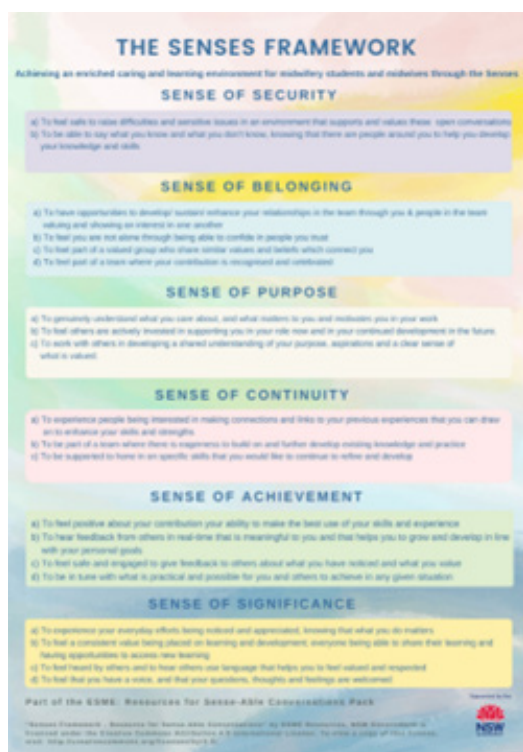 THE SENSES FRAMEWORK
Achieving an enriched caring and learning environment for midwifery students and midwives through the Senses
SENSE OF SECURITY
a) To feel safe to raise difficulties and sensitive issues in an environment that supports and values these open conversations
b) To be able to say what you know and what you don't know, knowing that there are people around you to help you develop
your knowledge and skills
SENSE OF BELONGING
a) To have opportunities to develop/ sustain/ enhance your relationships in the team through you & people in the team
valuing and showing an interest in one another
b) To feel you are not alone through being able to confide in people you trust
c) To feel part of a valued group who share similar values and beliefs which connect you
d) To feel part of a team where your contribution is recognised and celebrated
SENSE OF PURPOSE
a) To genuinely understand what you care about, and what matters to you and motivates you in your work
b) To feel others are actively invested in supporting you in your role now and in your continued development in the future
c) To work with others in developing a shared understanding of your purpose, aspirations and a clear sense of
what is valued
SENSE OF CONTINUITY
a) To experience people being interested in making connections and links to your previous experiences that you can draw
on to enhance your skills and strengths
b) To be part of a team where there is eagerness to build on and further develop existing knowledge and practice
c) To be supported to hone in on specific skills that you would like to continue to refine and develop
SENSE OF ACHIEVEMENT
a) To feel positive about your contribution your ability to make the best use of your skills and experience
b) To hear feedback from others in real-time that is meaningful to you and that helps you to grow and develop in line
with your personal goals
c) To feel safe and engaged to give feedback to others about what you have noticed and what you value
d) To be in tune with what is practical and possible for you and others to achieve in any given situation
SENSE OF SIGNIFICANCE
a) To experience your everyday efforts being noticed and appreciated, knowing that what you do matters
b) To feel a consistent value being placed on learning and development; everyone being able to share their learning and
having opportunities to access new learning
c) To feel heard by others and to hear others use language that helps you to feel valued and respected
d) To feel that you have a voice, and that your questions, thoughts and feelings are welcomed
Part of the ESME: Resources for Sense-Able Conversations Pack
Supported by the
NSW